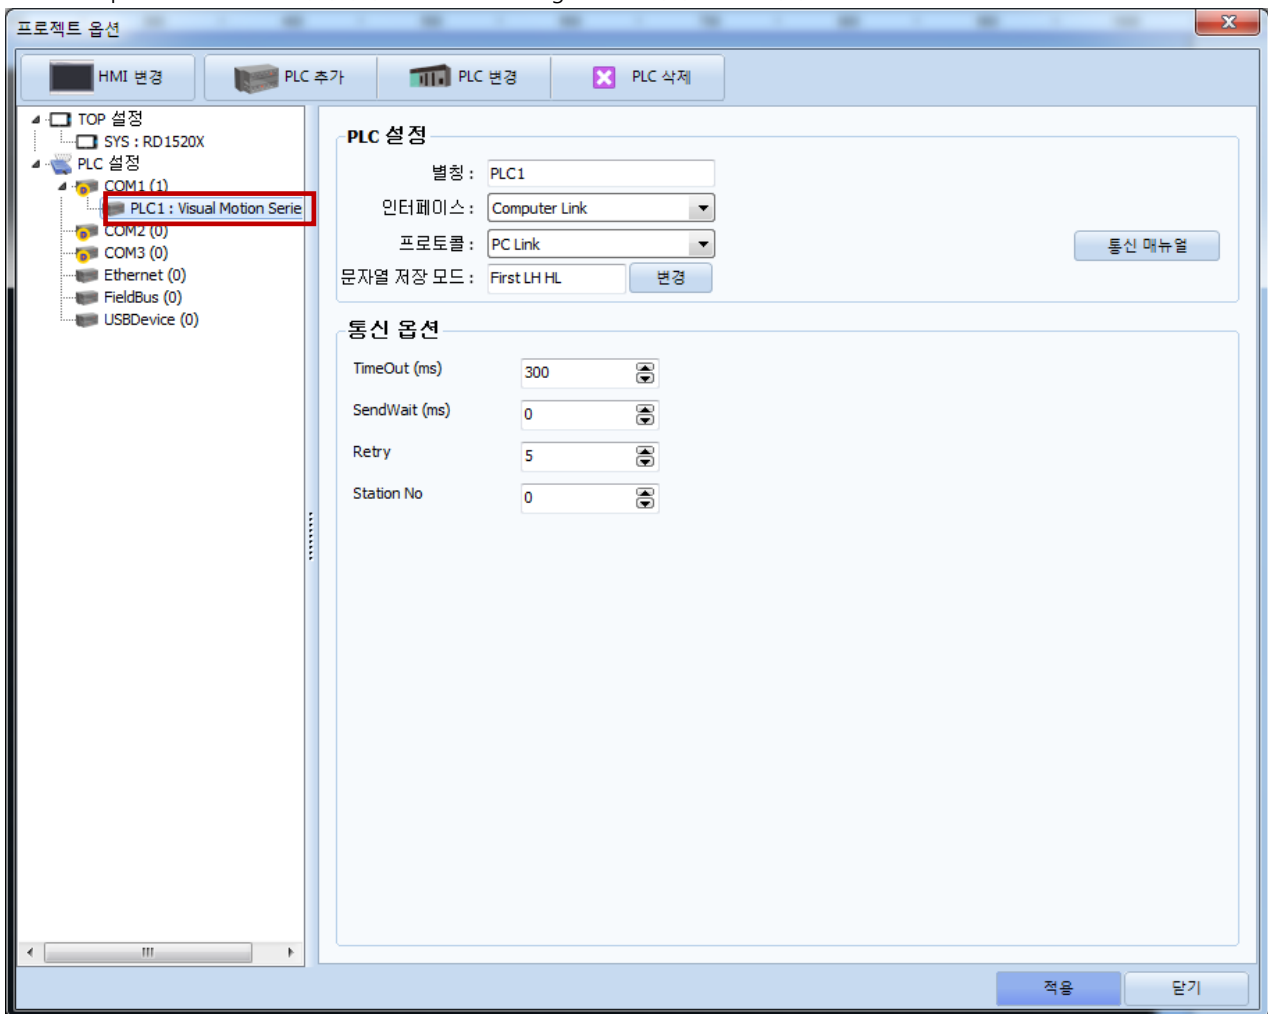 프로젝트 옵션
HMI 변경
PLC 추가
PLC 변경
PLC 삭제
TOP 설정
SYS : RD1520X
PLC 설정
COM1 (1)
PLC1 : Visual Motion Serie
COM2 (0)
COM3 (0)
Ethernet (0)
FieldBus (0)
USBDevice (0)
PLC 설정
별칭 : PLC1
인터페이스 : Computer Link
프로토콜 : PC Link
통신 매뉴얼
문자열 저장 모드 : First LH HL 변경
통신 옵션
TimeOut (ms) 300
SendWait (ms) 0
Retry 5
Station No 0
적용
닫기